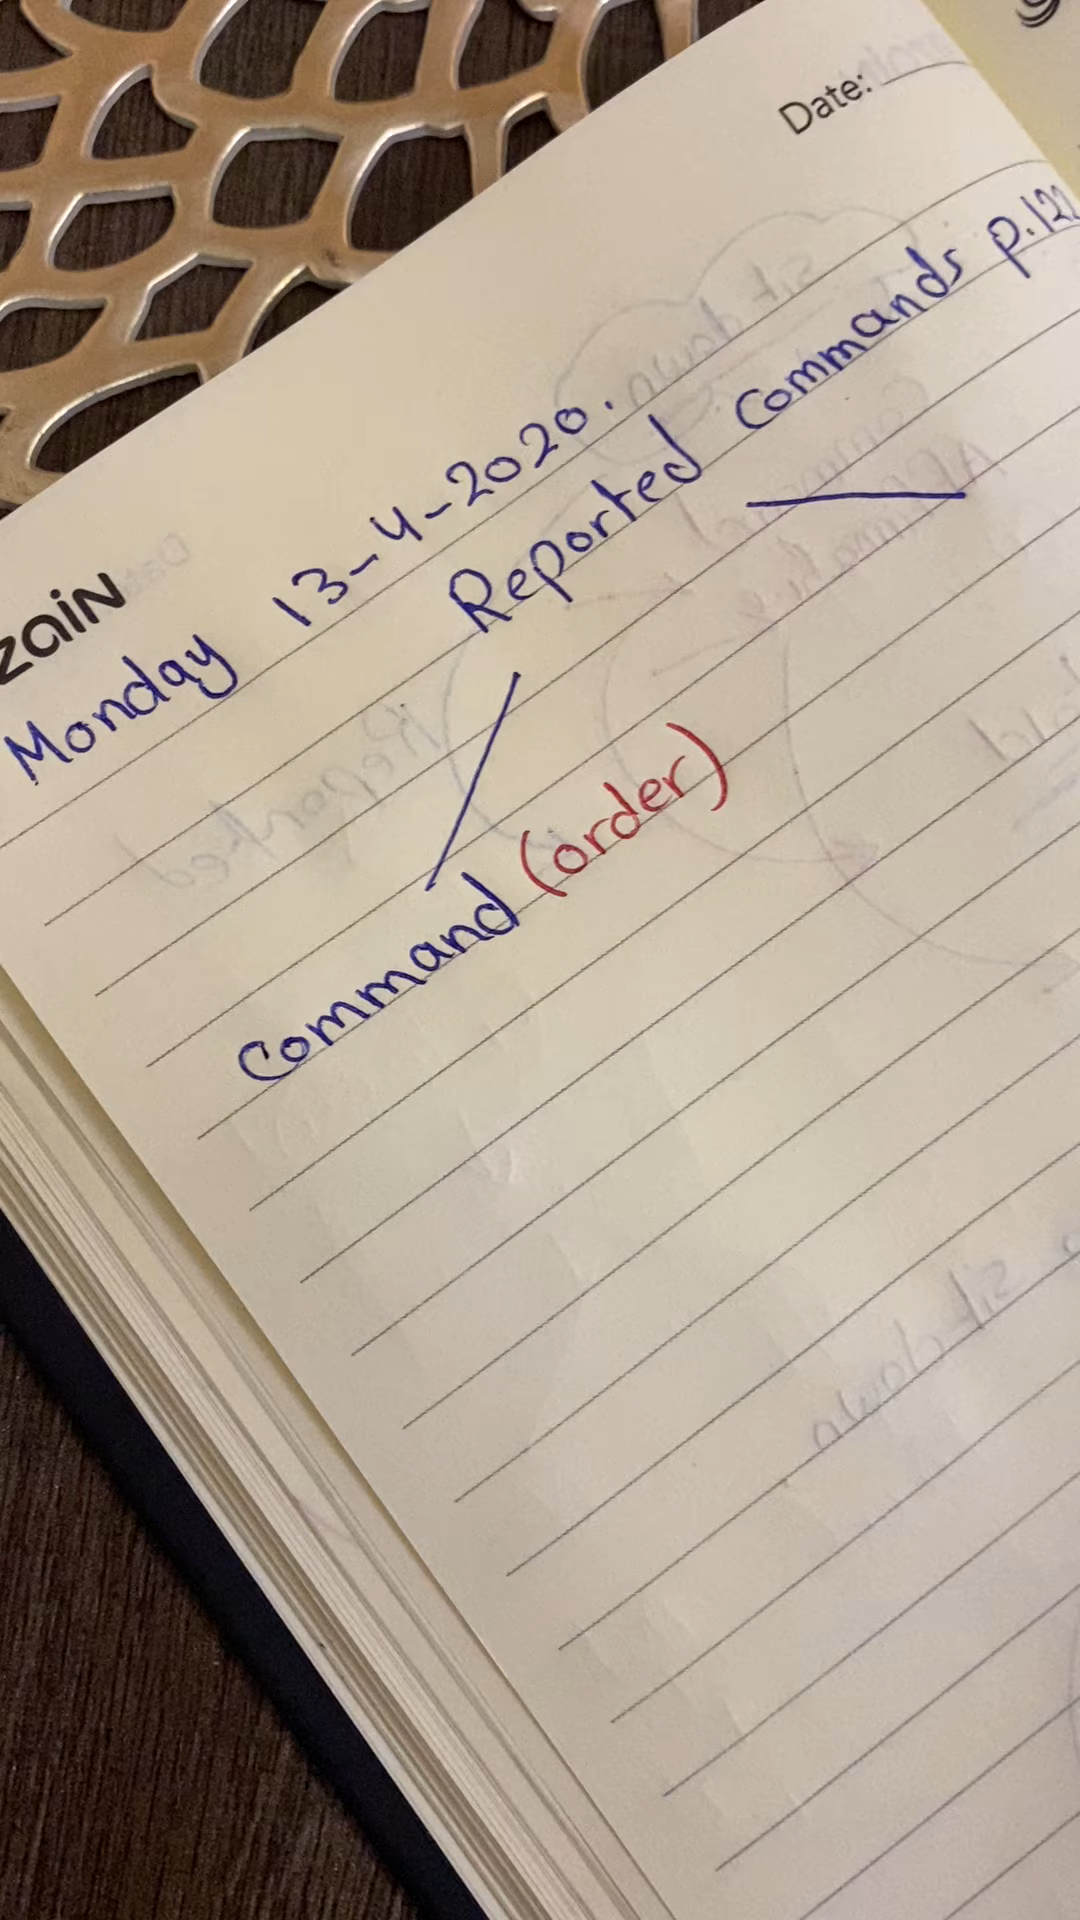 Date:
zain
Monday 13-4-2020.
Reported Commands p.122
Command (order)